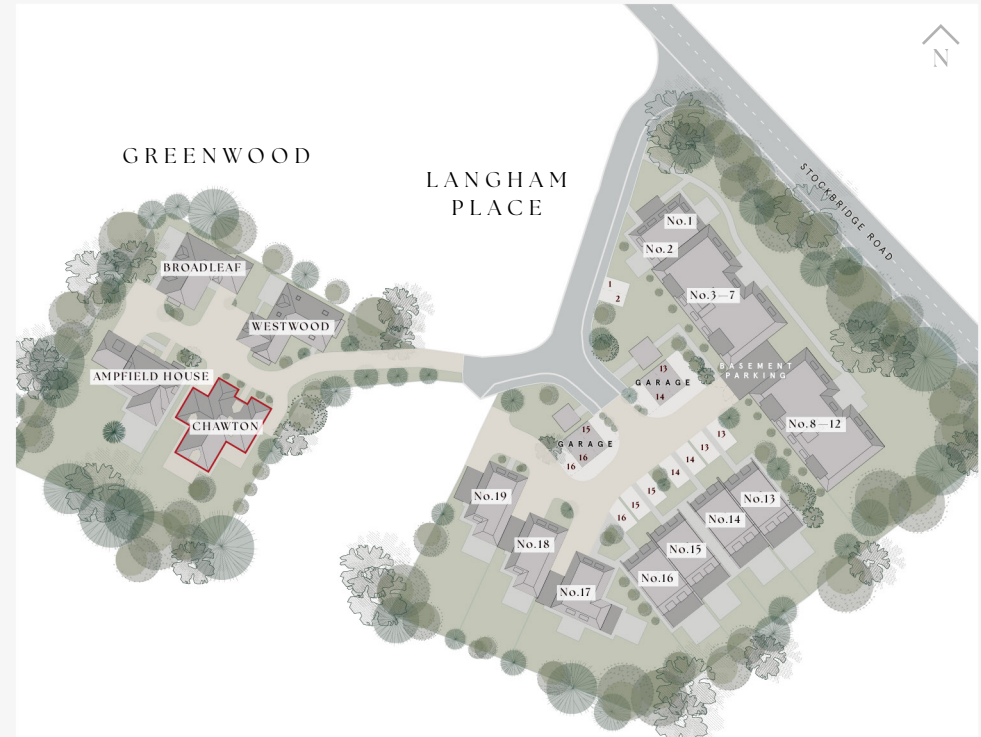 N
GREENWOOD
LANGHAM
PLACE
STOCKBRIDGE ROAD
BROADLEAF
WESTWOOD
AMPFIELD HOUSE
CHAWTON
No.1
No.2
No.3—7
1
2
BASEMENT
PARKING
13
GARAGE
14
No.8—12
15
GARAGE
16
16
13
13
14
14
15
15
16
No.13
No.14
No.15
No.16
No.17
No.18
No.19